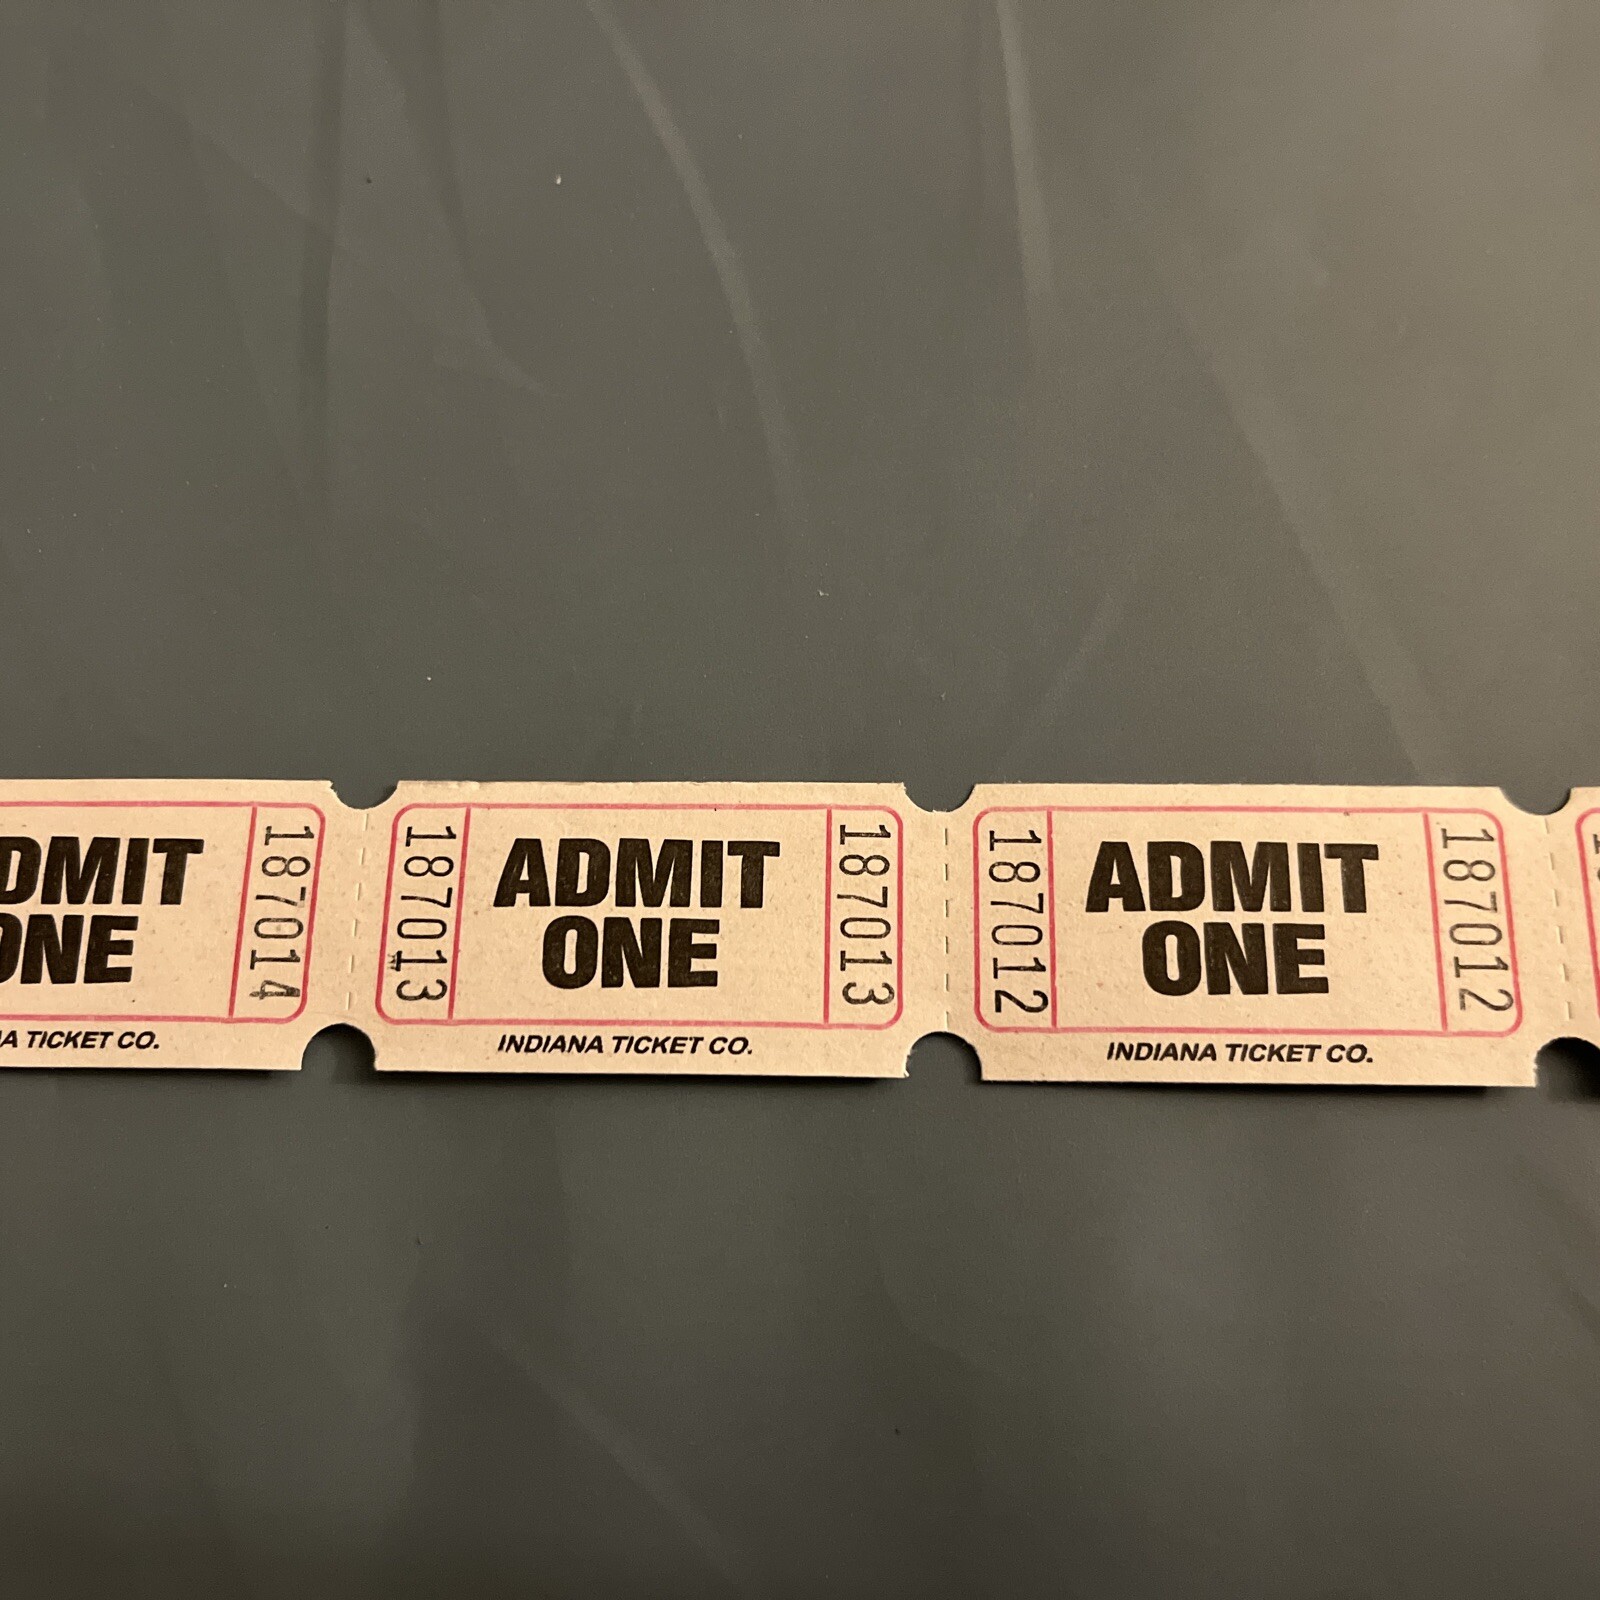 DMIT
ONE
187014
A TICKET CO.
187013
ADMIT
ONE
187013
INDIANA TICKET CO.
187012
ADMIT
ONE
187012
INDIANA TICKET CO.